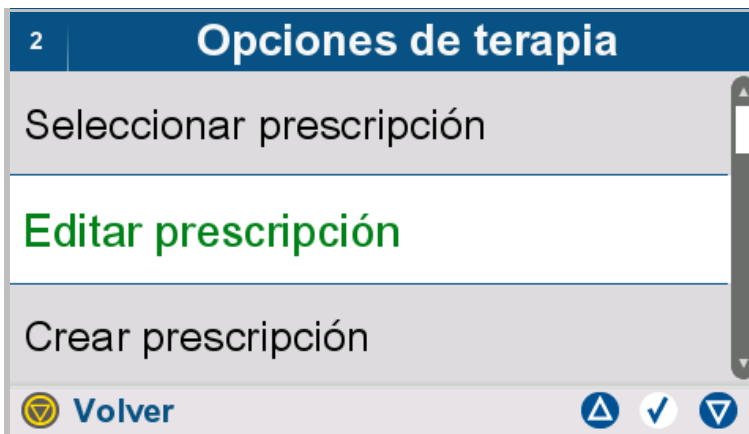 2
Opciones de terapia
Seleccionar prescripción
Editar prescripción
Crear prescripción
Volver